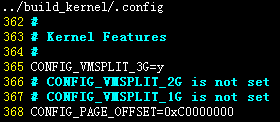 ../build_kernel/.config
362 #
363 # Kernel Features
364 #
365 CONFIG_VMSPLIT_3G=y
366 # CONFIG_VMSPLIT_2G is not set
367 # CONFIG_VMSPLIT_1G is not set
368 CONFIG_PAGE_OFFSET=0xC0000000